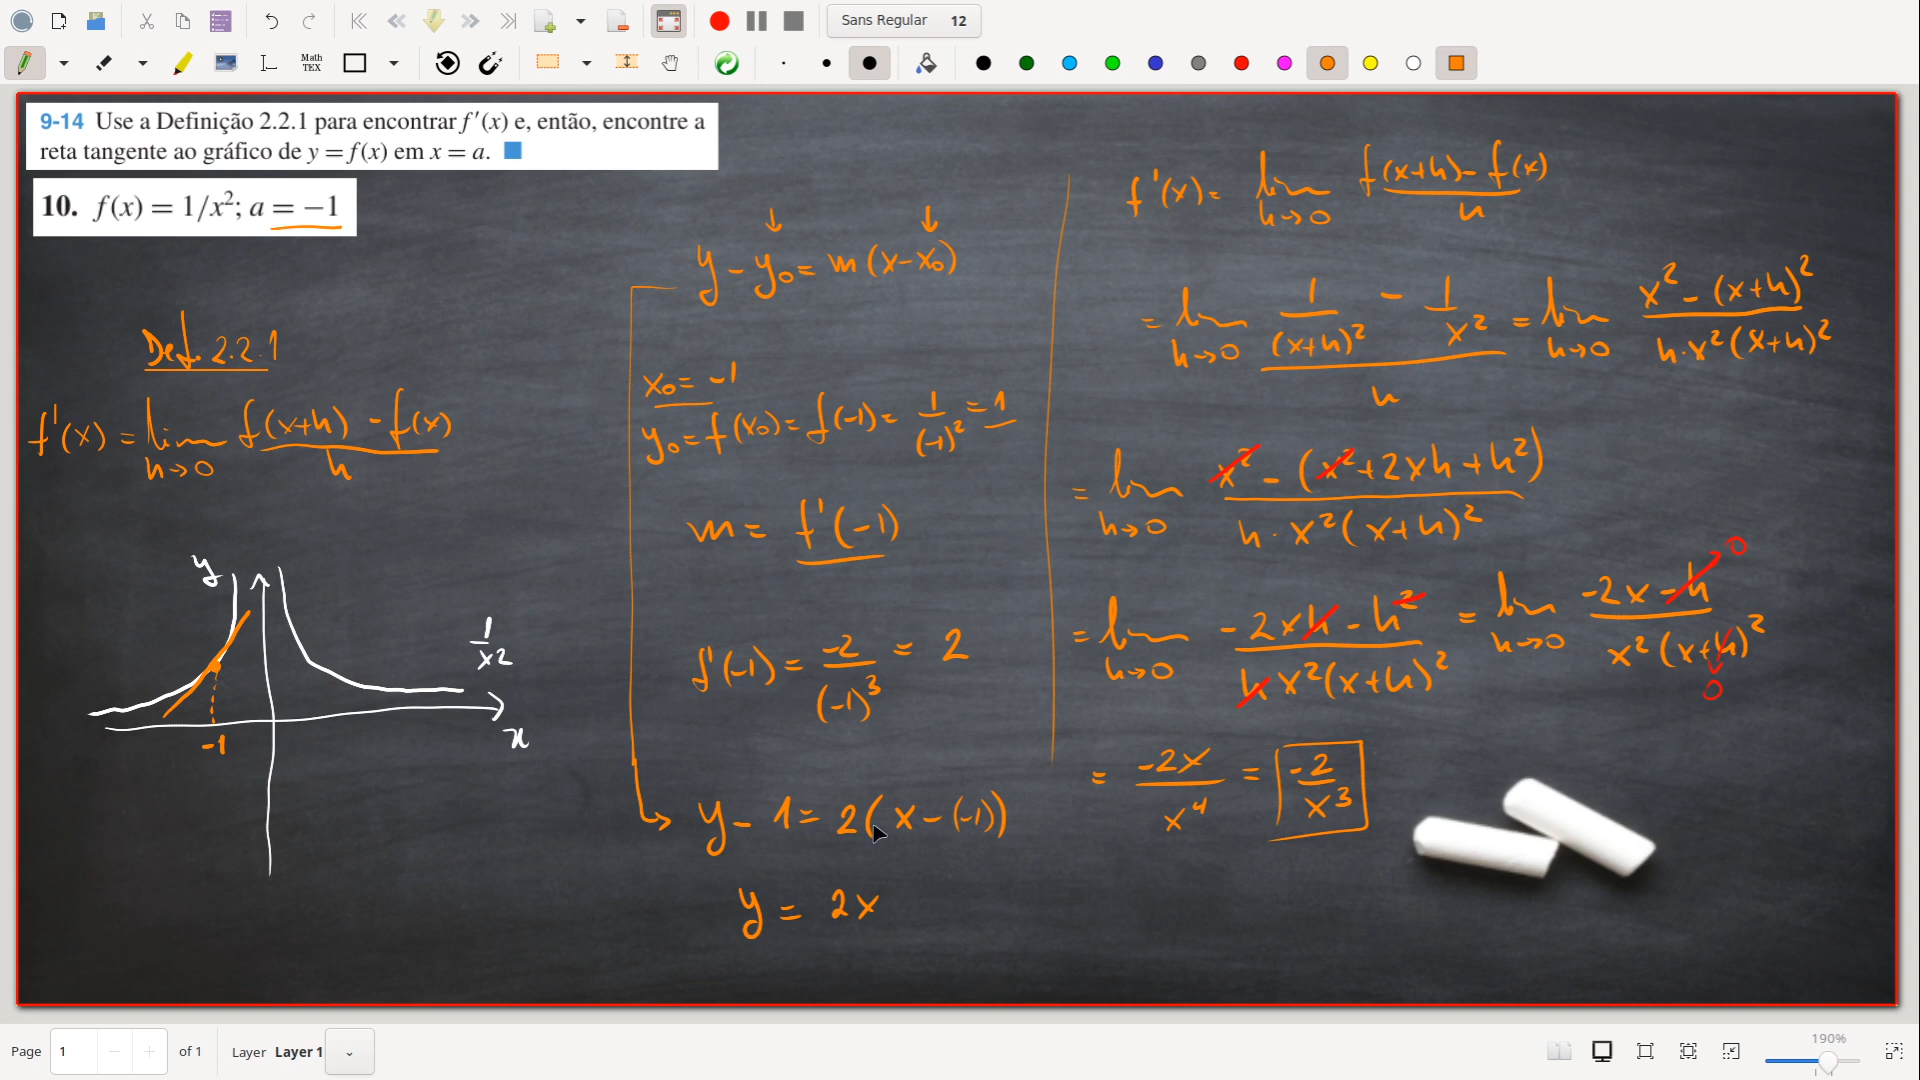 Sans Regular 12
Math
TEX
9-14 Use a Definição 2.2.1 para encontrar f′(x) e, então, encontre a
reta tangente ao gráfico de y = f(x) em x = a.
10. f(x) = 1/x²; a = −1
Def. 2.2.1
f'(x) = lim h→0 f(x+h) - f(x) / h
y
1/x2
x
-1
y - y₀ = m (x-x₀)
x₀ = -1
y₀ = f(x₀) = f(-1) = 1/(-1)² = 1
m = f'(-1)
f'(-1) = -2/(-1)³ = 2
y - 1 = 2(x-(-1))
y = 2x
f'(x) = lim h→0 f(x+h) - f(x) / h
= lim h→0 1/(x+h)² - 1/x² / h = lim h→0 x² - (x+h)² / h·x²(x+h)²
= lim h→0 x² - (x²+2xh+h²) / h·x²(x+h)²
= lim h→0 -2xh - h² / h x²(x+h)² = lim h→0 -2x - h / x²(x+h)²
0
0
= -2x/x⁴ = -2/x³
Page 1 of 1 Layer Layer 1
190%